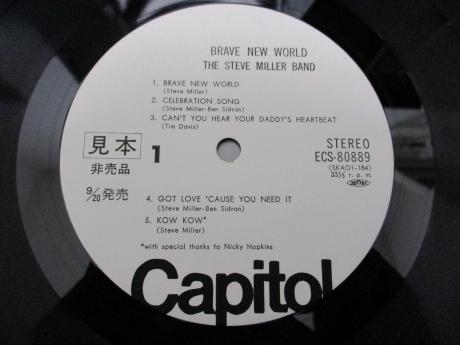 BRAVE NEW WORLD
THE STEVE MILLER BAND
1. BRAVE NEW WORLD
(Steve Miller)
2. CELEBRATION SONG
(Steve Miller-Ben Sidran)
3. CAN'T YOU HEAR YOUR DADDY'S HEARTBEAT
(Tim Davis)
見本
非売品
9/20発売
1
STEREO
ECS-80889
(SKAO1-184)
33⅓ r. p. m.
4. GOT LOVE 'CAUSE YOU NEED IT
(Steve Miller-Ben Sidran)
5. KOW KOW*
(Steve Miller)
*with special thanks to Nicky Hopkins
Capitol